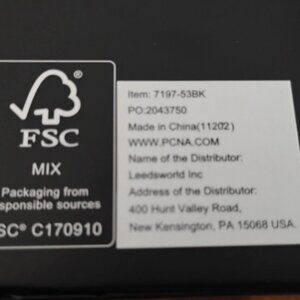 FSC
MIX
Packaging from
sponsible sources
SC® C170910
Item: 7197-53BK
PO:2043750
Made in China(11202)
WWW.PCNA.COM
Name of the Distributor:
Leedsworld Inc
Address of the Distributor:
400 Hunt Valley Road,
New Kensington, PA 15068 USA.